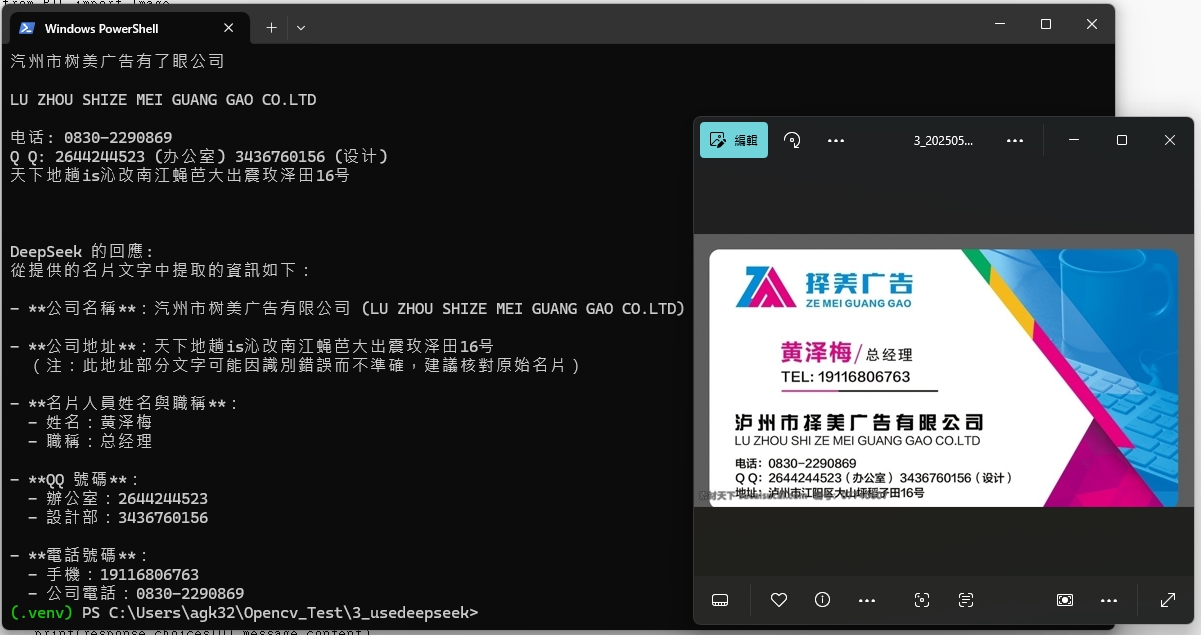 Windows PowerShell
汽州市树美广告有了眼公司
LU ZHOU SHIZE MEI GUANG GAO CO.LTD
电话: 0830-2290869
Q Q: 2644244523 (办公室) 3436760156 (设计)
天下地趟is沁改南江蝇芭大出震玫泽田16号
DeepSeek 的回應:
從提供的名片文字中提取的資訊如下：
- **公司名稱**：汽州市树美广告有限公司 (LU ZHOU SHIZE MEI GUANG GAO CO.LTD)
- **公司地址**：天下地趟is沁改南江蝇芭大出震玫泽田16号
（注：此地址部分文字可能因識別錯誤而不準確，建議核對原始名片）
- **名片人員姓名與職稱**：
- 姓名：黄泽梅
- 職稱：总经理
- **QQ 號碼**：
- 辦公室：2644244523
- 設計部：3436760156
- **電話號碼**：
- 手機：19116806763
- 公司電話：0830-2290869
(.venv) PS C:\Users\agk32\Opencv_Test\3_usedeepseek>
print(response.choices[0].message.content)
編輯
3_202505...
择美广告
ZE MEI GUANG GAO
黄泽梅/总经理
TEL: 19116806763
泸州市择美广告有限公司
LU ZHOU SHI ZE MEI GUANG GAO CO.LTD
电话：0830-2290869
Q Q：2644244523（办公室）3436760156（设计）
地址：泸州市江阳区大山坪稻子田16号